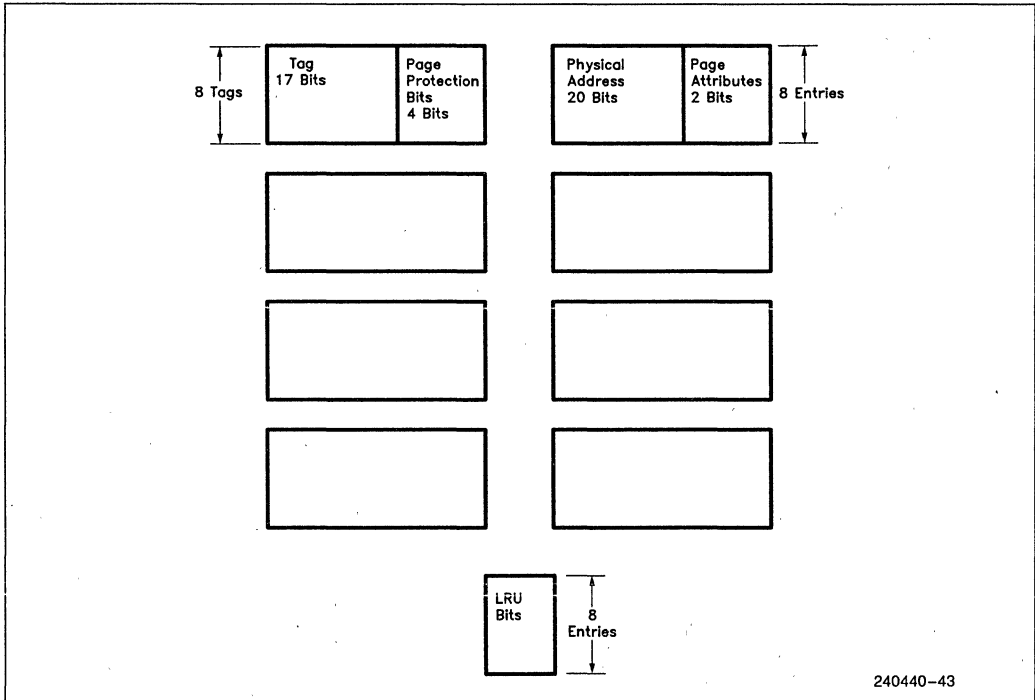 8 Tags
Tag
17 Bits
Page
Protection
Bits
4 Bits
Physical
Address
20 Bits
Page
Attributes
2 Bits
8 Entries
LRU
Bits
8
Entries
240440-43